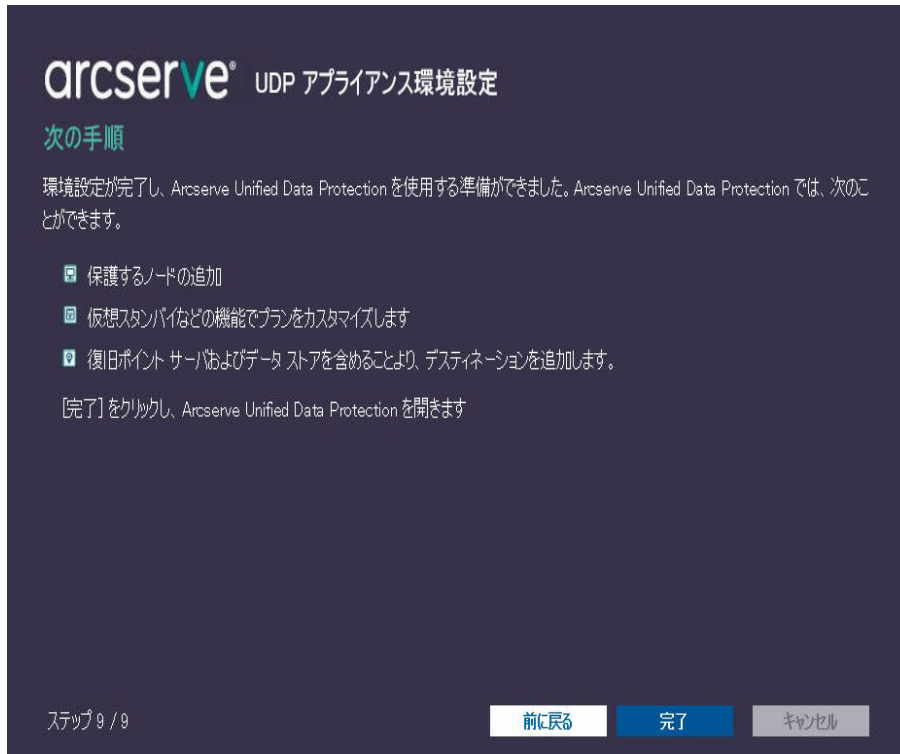 arcserve® UDP アプライアンス環境設定
次の手順
環境設定が完了し、Arcserve Unified Data Protection を使用する準備ができました。Arcserve Unified Data Protection では、次のこ
とができます。
保護するノードの追加
仮想スタンバイなどの機能でプランをカスタマイズします
復旧ポイント サーバおよびデータ ストアを含めることより、デスティネーションを追加します。
[完了] をクリックし、Arcserve Unified Data Protection を開きます
ステップ 9 / 9
前に戻る
完了
キャンセル